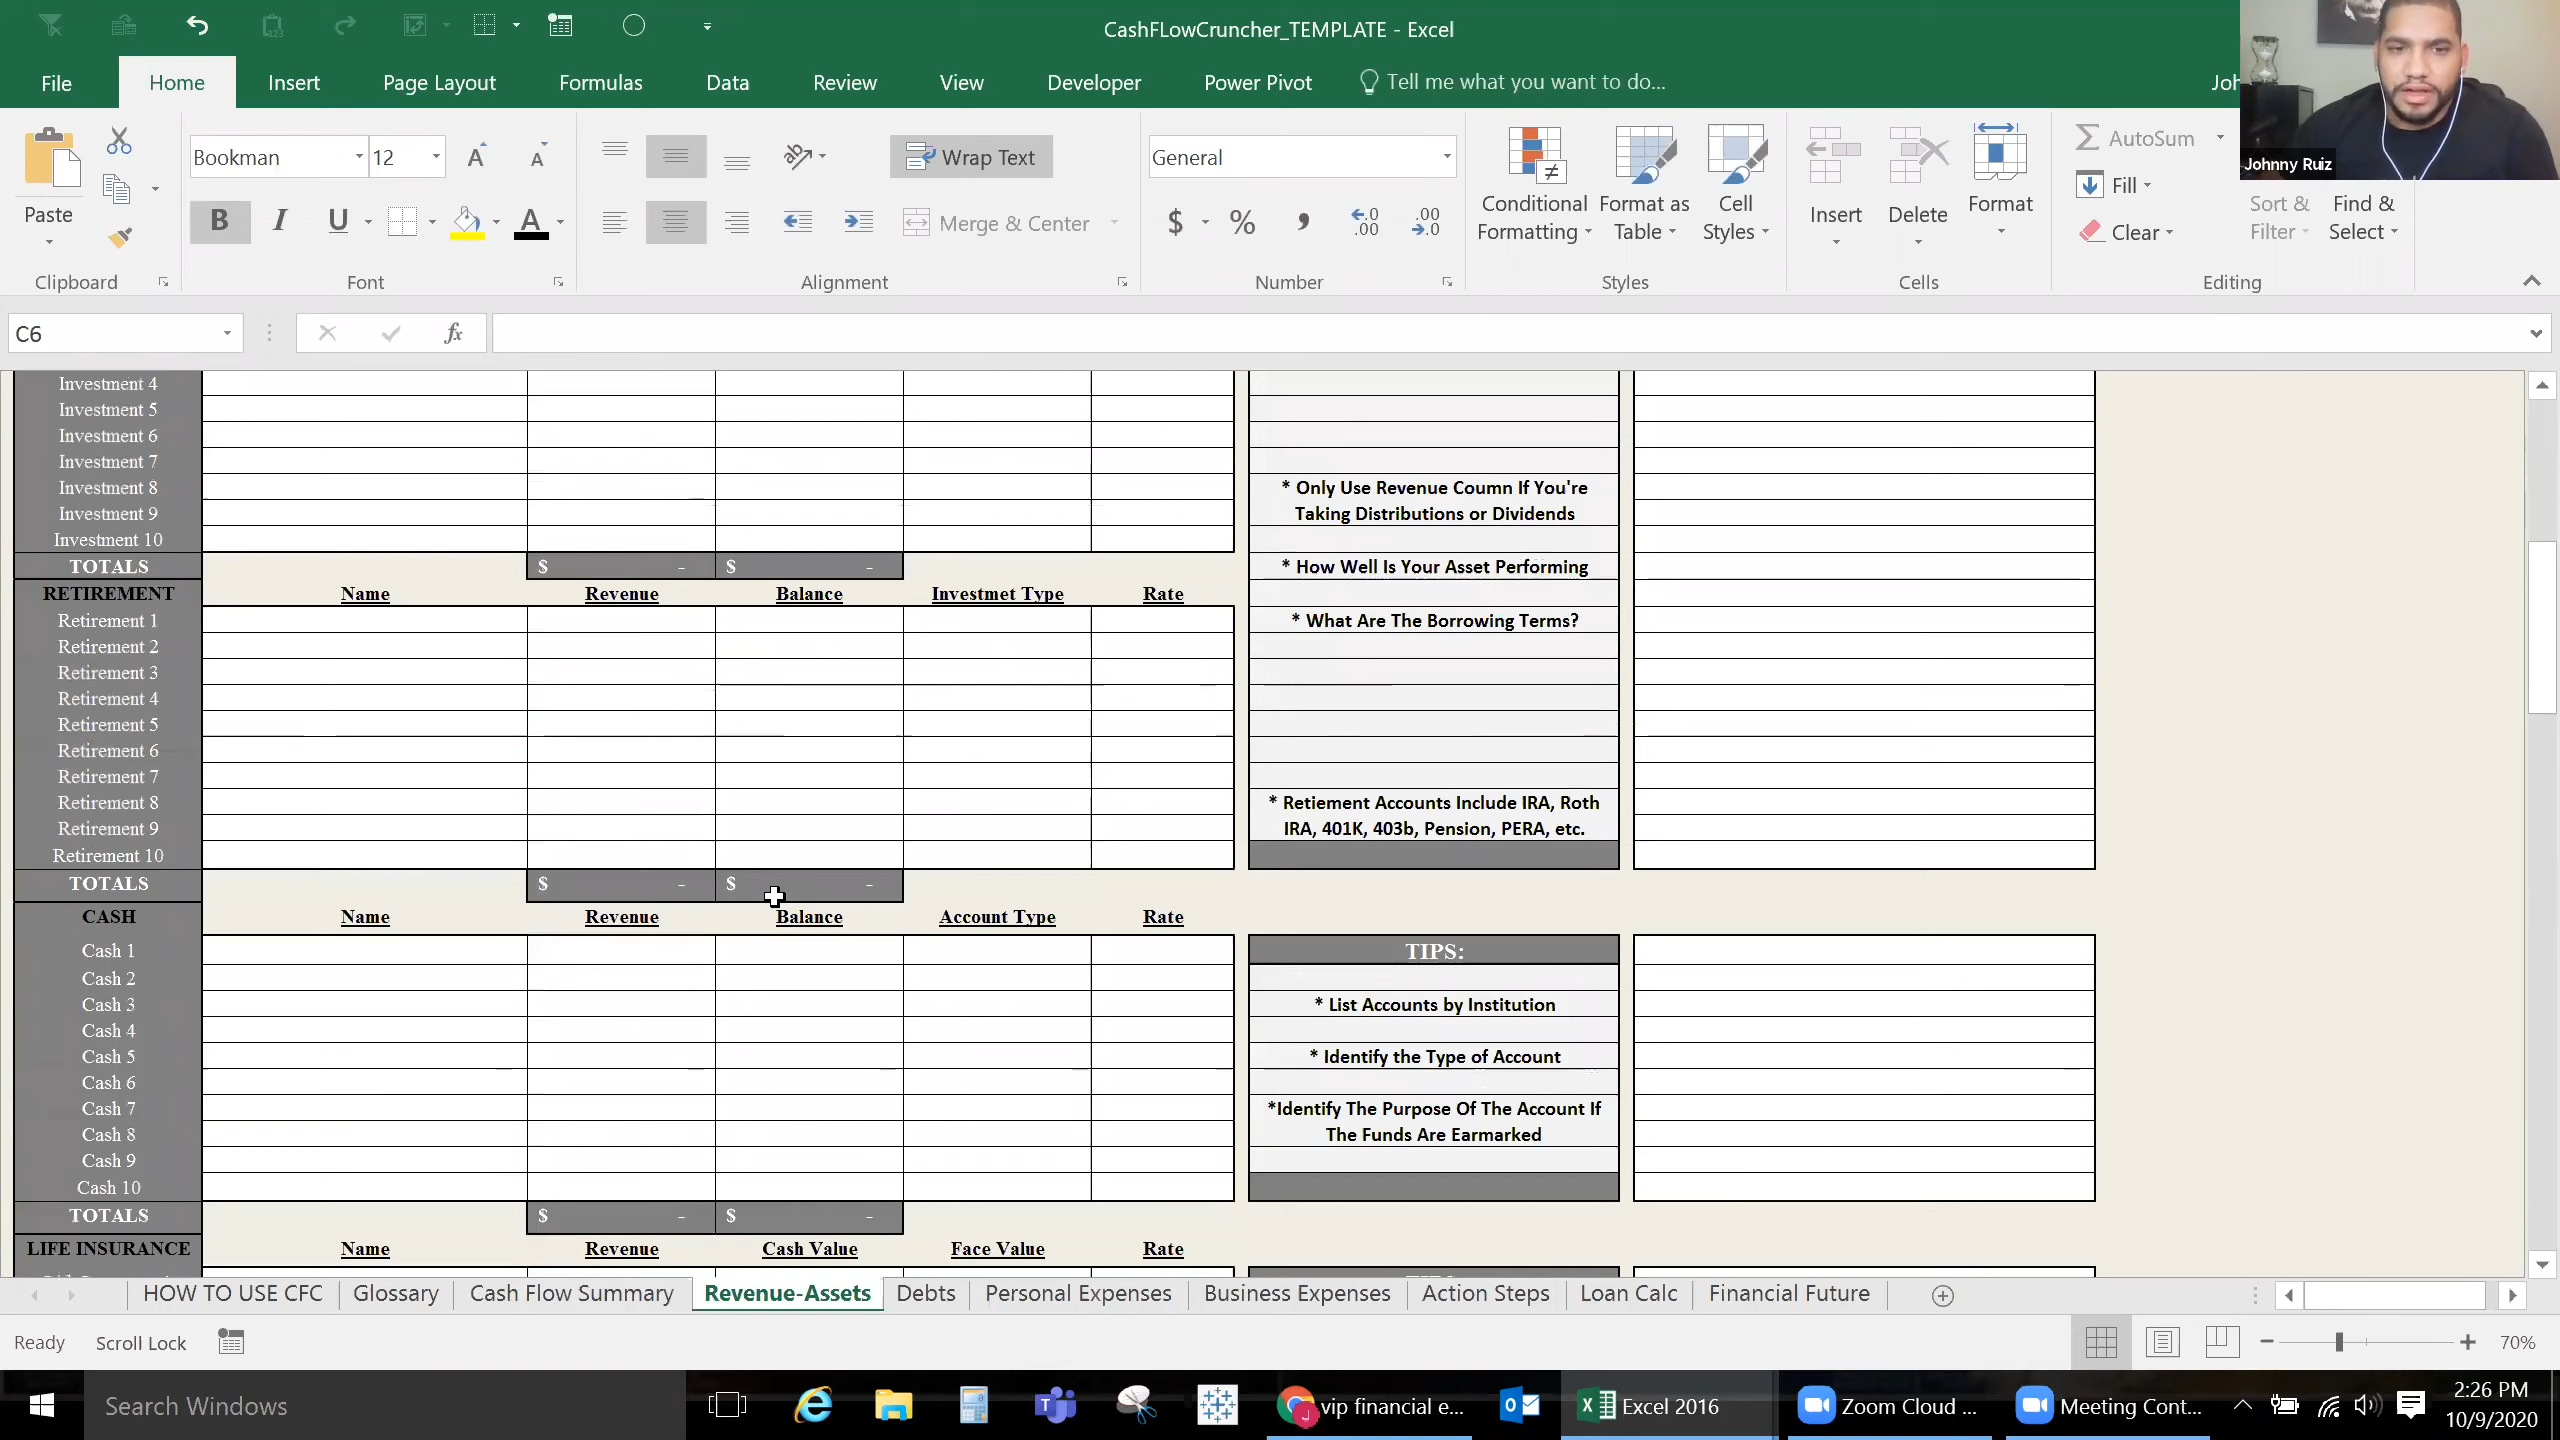 CashFLowCruncher_TEMPLATE - Excel
File Home Insert Page Layout Formulas Data Review View Developer Power Pivot Tell me what you want to do...
Johnny Ruiz
Paste
Clipboard
Bookman 12
B I U A
Font
Wrap Text
Merge & Center
Alignment
General
$ % , .0 .00 .00 .0
Number
Conditional Formatting
Format as Table
Cell Styles
Styles
Insert Delete Format
Cells
AutoSum
Fill
Clear
Sort & Filter
Find & Select
Editing
C6 fx
Investment 4
Investment 5
Investment 6
Investment 7
Investment 8
Investment 9
Investment 10
TOTALS $ - $ -
RETIREMENT Name Revenue Balance Investmet Type Rate
Retirement 1
Retirement 2
Retirement 3
Retirement 4
Retirement 5
Retirement 6
Retirement 7
Retirement 8
Retirement 9
Retirement 10
TOTALS $ - $ -
* Only Use Revenue Coumn If You're
Taking Distributions or Dividends
* How Well Is Your Asset Performing
* What Are The Borrowing Terms?
* Retiement Accounts Include IRA, Roth
IRA, 401K, 403b, Pension, PERA, etc.
CASH Name Revenue Balance Account Type Rate
Cash 1
Cash 2
Cash 3
Cash 4
Cash 5
Cash 6
Cash 7
Cash 8
Cash 9
Cash 10
TOTALS $ - $ -
TIPS:
* List Accounts by Institution
* Identify the Type of Account
*Identify The Purpose Of The Account If
The Funds Are Earmarked
LIFE INSURANCE Name Revenue Cash Value Face Value Rate
HOW TO USE CFC Glossary Cash Flow Summary Revenue-Assets Debts Personal Expenses Business Expenses Action Steps Loan Calc Financial Future
Ready Scroll Lock 70%
Search Windows vip financial e... Excel 2016 Zoom Cloud ... Meeting Cont... 2:26 PM
10/9/2020